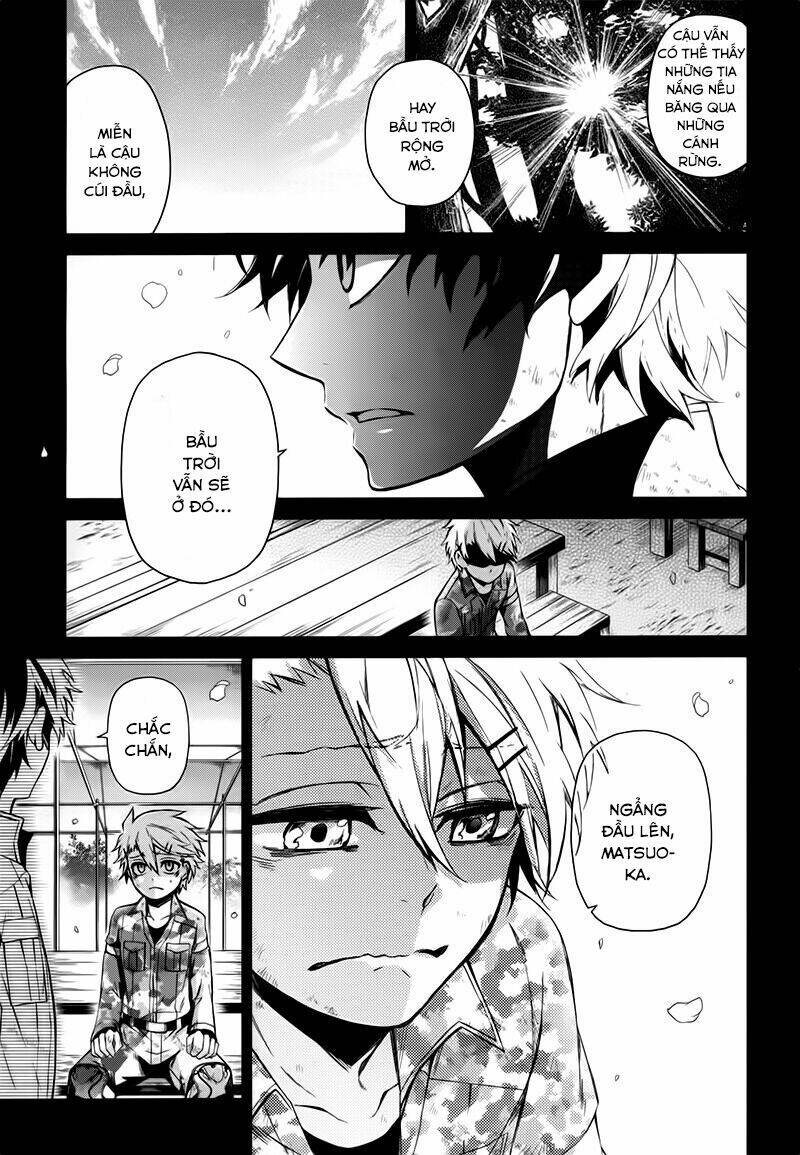 CẬU VẪN
CÓ THỂ THẤY
NHỮNG TIA
NẮNG NẾU
BĂNG QUA
NHỮNG
CÁNH
RỪNG.
HAY
BẦU TRỜI
RỘNG
MỞ.
MIỄN
LÀ CẬU
KHÔNG
CÚI ĐẦU,
BẦU
TRỜI
VẪN SẼ
Ở ĐÓ...
NGẨNG
ĐẦU LÊN,
MATSUO-
KA.
CHẮC
CHẮN,